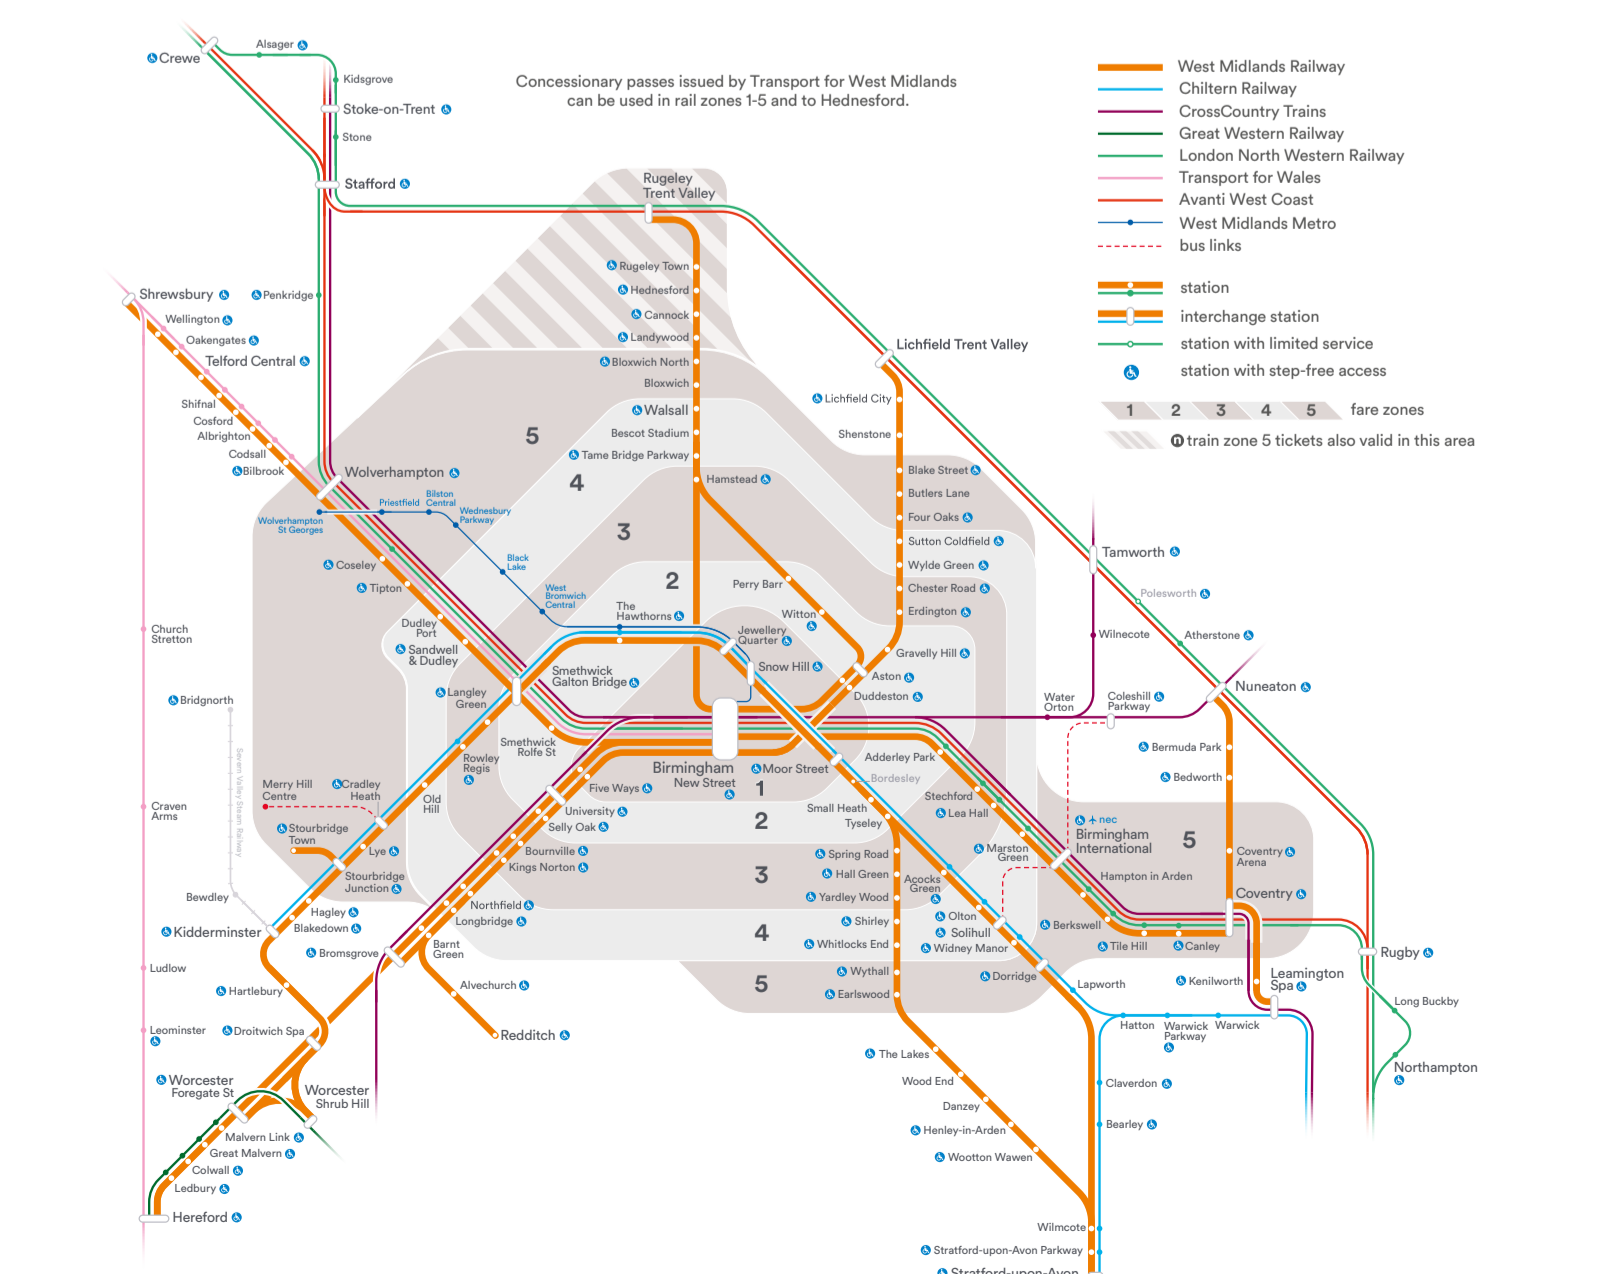 Concessionary passes issued by Transport for West Midlands
can be used in rail zones 1-5 and to Hednesford.
West Midlands Railway
Chiltern Railway
CrossCountry Trains
Great Western Railway
London North Western Railway
Transport for Wales
Avanti West Coast
West Midlands Metro
bus links
station
interchange station
station with limited service
station with step-free access
1 2 3 4 5 fare zones
n train zone 5 tickets also valid in this area
Crewe
Alsager
Kidsgrove
Stoke-on-Trent
Stone
Stafford
Penkridge
Rugeley
Trent Valley
Rugeley Town
Hednesford
Cannock
Landywood
Bloxwich North
Bloxwich
Walsall
Bescot Stadium
Tame Bridge Parkway
Hamstead
Perry Barr
Witton
Lichfield Trent Valley
Lichfield City
Shenstone
Blake Street
Butlers Lane
Four Oaks
Sutton Coldfield
Wylde Green
Chester Road
Erdington
Gravelly Hill
Aston
Duddeston
Shrewsbury
Wellington
Oakengates
Telford Central
Shifnal
Cosford
Albrighton
Codsall
Bilbrook
Wolverhampton
Wolverhampton
St Georges
Priestfield
Bilston
Central
Wednesbury
Parkway
Black
Lake
West
Bromwich
Central
Coseley
Tipton
Dudley
Port
Sandwell
& Dudley
The
Hawthorns
Jewellery
Quarter
Snow Hill
Smethwick
Galton Bridge
Langley
Green
Smethwick
Rolfe St
Rowley
Regis
Old
Hill
Cradley
Heath
Merry Hill
Centre
Lye
Stourbridge
Town
Stourbridge
Junction
Hagley
Blakedown
Kidderminster
Bridgnorth
Severn Valley Steam Railway
Bewdley
Hartlebury
Droitwich Spa
Worcester
Foregate St
Worcester
Shrub Hill
Malvern Link
Great Malvern
Colwall
Ledbury
Hereford
Church
Stretton
Craven
Arms
Ludlow
Leominster
Birmingham
New Street
Moor Street
Bordesley
Five Ways
University
Selly Oak
Bournville
Kings Norton
Northfield
Longbridge
Barnt
Green
Bromsgrove
Alvechurch
Redditch
Small Heath
Tyseley
Spring Road
Hall Green
Yardley Wood
Shirley
Whitlocks End
Wythall
Earlswood
The Lakes
Wood End
Danzey
Henley-in-Arden
Wootton Wawen
Wilmcote
Stratford-upon-Avon Parkway
Stratford-upon-Avon
Acocks
Green
Olton
Solihull
Widney Manor
Dorridge
Lapworth
Hatton
Warwick
Parkway
Warwick
Claverdon
Bearley
Leamington
Spa
Kenilworth
Adderley Park
Stechford
Lea Hall
Marston
Green
nec
Birmingham
International
Hampton in Arden
Berkswell
Tile Hill
Canley
Coventry
Coventry
Arena
Bedworth
Bermuda Park
Nuneaton
Water
Orton
Coleshill
Parkway
Tamworth
Wilnecote
Polesworth
Atherstone
Rugby
Long Buckby
Northampton
5
4
3
2
1
2
3
4
5
5